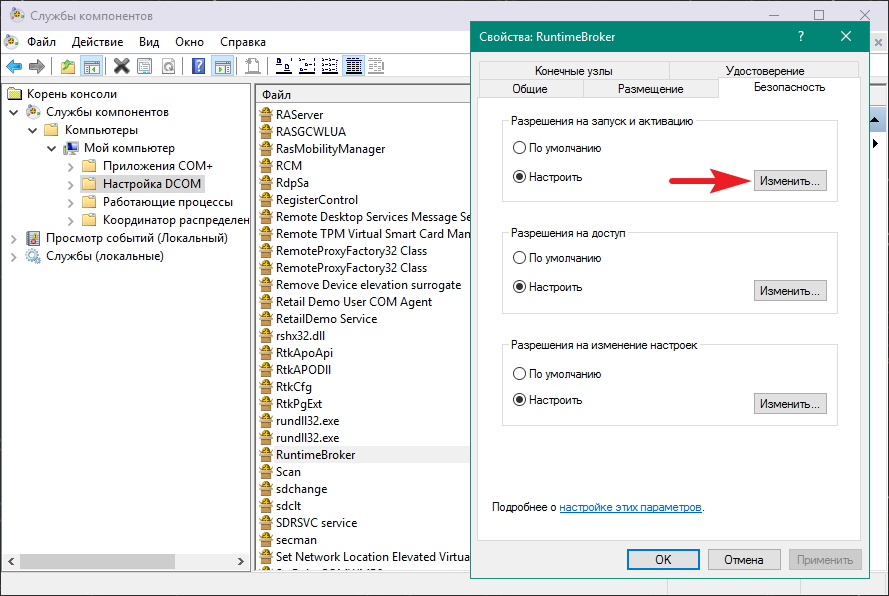 Службы компонентов
Файл Действие Вид Окно Справка
Корень консоли
Службы компонентов
Компьютеры
Мой компьютер
Приложения COM+
Настройка DCOM
Работающие процессы
Координатор распределен
Просмотр событий (Локальный)
Службы (локальные)
Файл
RAServer
RASGCWLUA
RasMobilityManager
RCM
RdpSa
RegisterControl
Remote Desktop Services Message Se
Remote TPM Virtual Smart Card Man
RemoteProxyFactory32 Class
RemoteProxyFactory32 Class
Remove Device elevation surrogate
Retail Demo User COM Agent
RetailDemo Service
rshx32.dll
RtkApoApi
RtkAPODll
RtkCfg
RtkPgExt
rundll32.exe
rundll32.exe
RuntimeBroker
Scan
sdchange
sdclt
SDRSVC service
secman
Set Network Location Elevated Virtua
Свойства: RuntimeBroker ?
Конечные узлы Удостоверение
Общие Размещение Безопасность
Разрешения на запуск и активацию
По умолчанию
Настроить Изменить...
Разрешения на доступ
По умолчанию
Настроить Изменить...
Разрешения на изменение настроек
По умолчанию
Настроить Изменить...
Подробнее о настройке этих параметров.
OK Отмена Применить